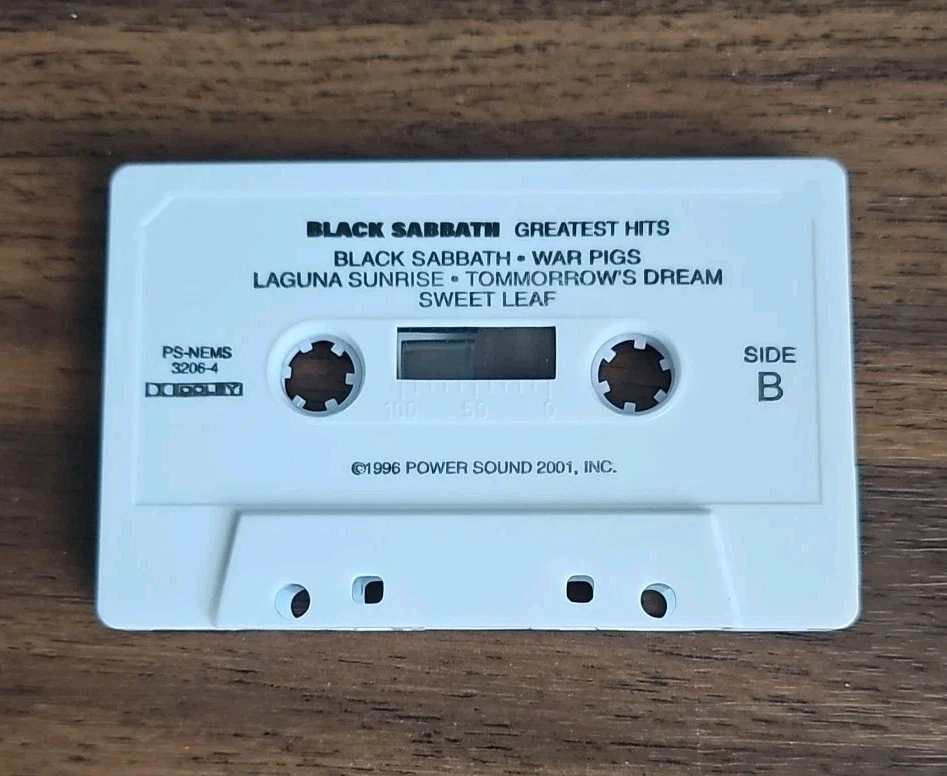 BLACK SABBATH GREATEST HITS
BLACK SABBATH • WAR PIGS
LAGUNA SUNRISE • TOMMORROW'S DREAM
SWEET LEAF
PS-NEMS
3206-4
DOLBY
SIDE
B
100 50 0
©1996 POWER SOUND 2001, INC.